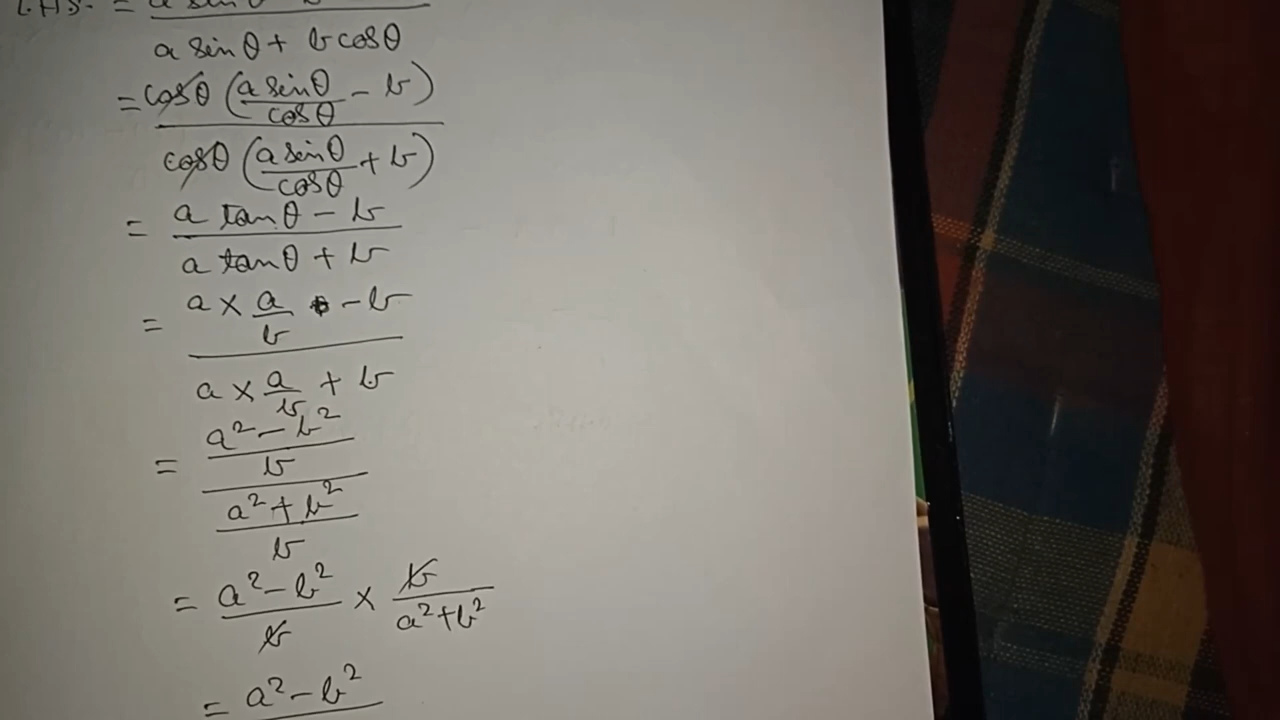 L.H.S. = a sinθ
a sinθ + b cosθ
= cosθ (a sinθ/cosθ - b)
cosθ (a sinθ/cosθ + b)
= a tanθ - b
a tanθ + b
= a × a/b - b
a × a/b + b
= a² - b²
b
a² + b²
b
= a² - b²/b × b/a² + b²
= a² - b²